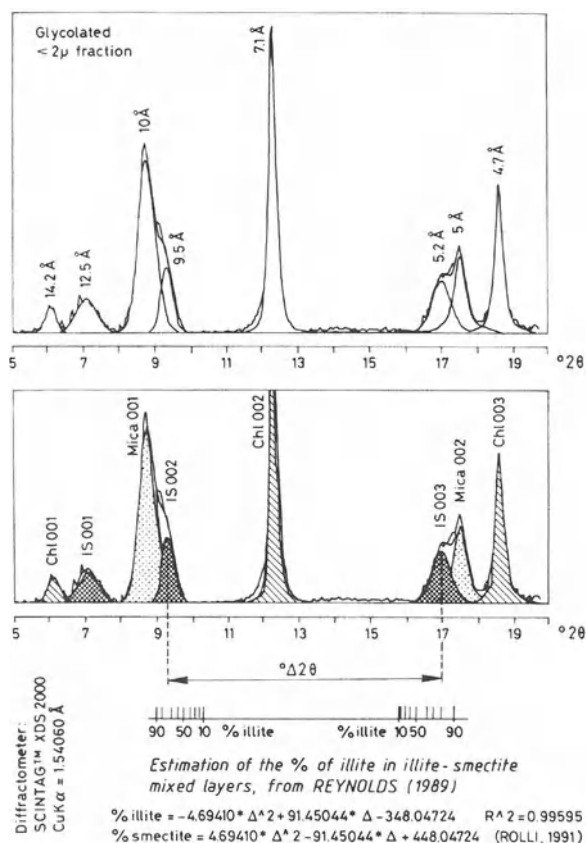 Glycolated
< 2µ fraction
14.2 Å
12.5 Å
10 Å
9.5 Å
7.1 Å
5.2 Å
5 Å
4.7 Å
5 7 9 11 13 15 17 19 °2θ
Chl 001
IS 001
Mica 001
IS 002
Chl 002
IS 003
Mica 002
Chl 003
5 7 9 11 13 15 17 19 °2θ
°Δ2θ
90 50 10 % illite % illite 10 50 90
Diffractometer:
SCINTAG™ XDS 2000
CuKα = 1.54060 Å
Estimation of the % of illite in illite-smectite
mixed layers, from REYNOLDS (1989)
% illite = -4.69410* Δ^2 + 91.45044* Δ -348.04724 R^2 = 0.99595
% smectite = 4.69410* Δ^2 -91.45044* Δ + 448.04724 (ROLLI, 1991)